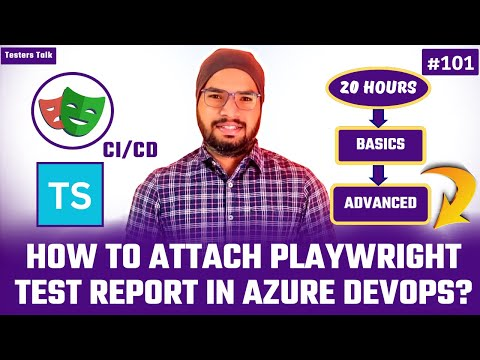 Testers Talk
#101
20 HOURS
CI/CD
BASICS
TS
ADVANCED
HOW TO ATTACH PLAYWRIGHT
TEST REPORT IN AZURE DEVOPS?